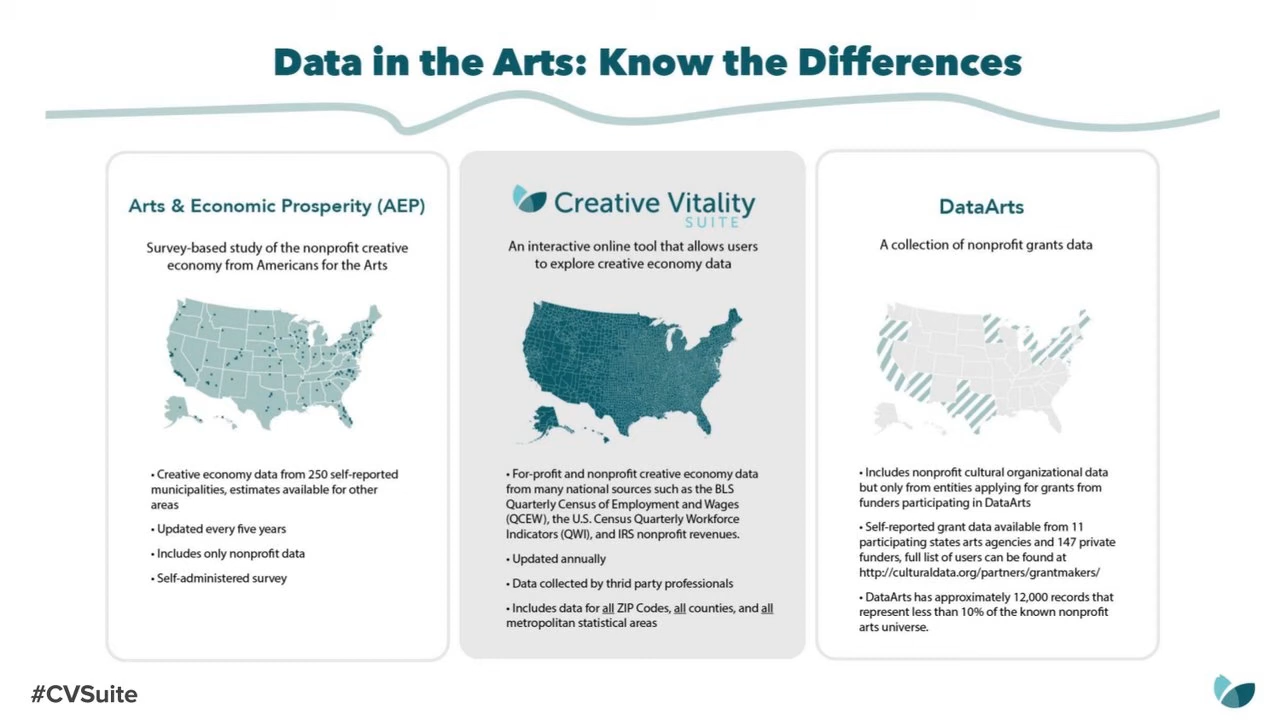 Data in the Arts: Know the Differences
Arts & Economic Prosperity (AEP)
Survey-based study of the nonprofit creative
economy from Americans for the Arts
• Creative economy data from 250 self-reported
municipalities, estimates available for other
areas
• Updated every five years
• Includes only nonprofit data
• Self-administered survey
Creative Vitality
SUITE
An interactive online tool that allows users
to explore creative economy data
• For-profit and nonprofit creative economy data
from many national sources such as the BLS
Quarterly Census of Employment and Wages
(QCEW), the U.S. Census Quarterly Workforce
Indicators (QWI), and IRS nonprofit revenues.
• Updated annually
• Data collected by thrid party professionals
• Includes data for all ZIP Codes, all counties, and all
metropolitan statistical areas
DataArts
A collection of nonprofit grants data
• Includes nonprofit cultural organizational data
but only from entities applying for grants from
funders participating in DataArts
• Self-reported grant data available from 11
participating states arts agencies and 147 private
funders, full list of users can be found at
http://culturaldata.org/partners/grantmakers/
• DataArts has approximately 12,000 records that
represent less than 10% of the known nonprofit
arts universe.
#CVSuite